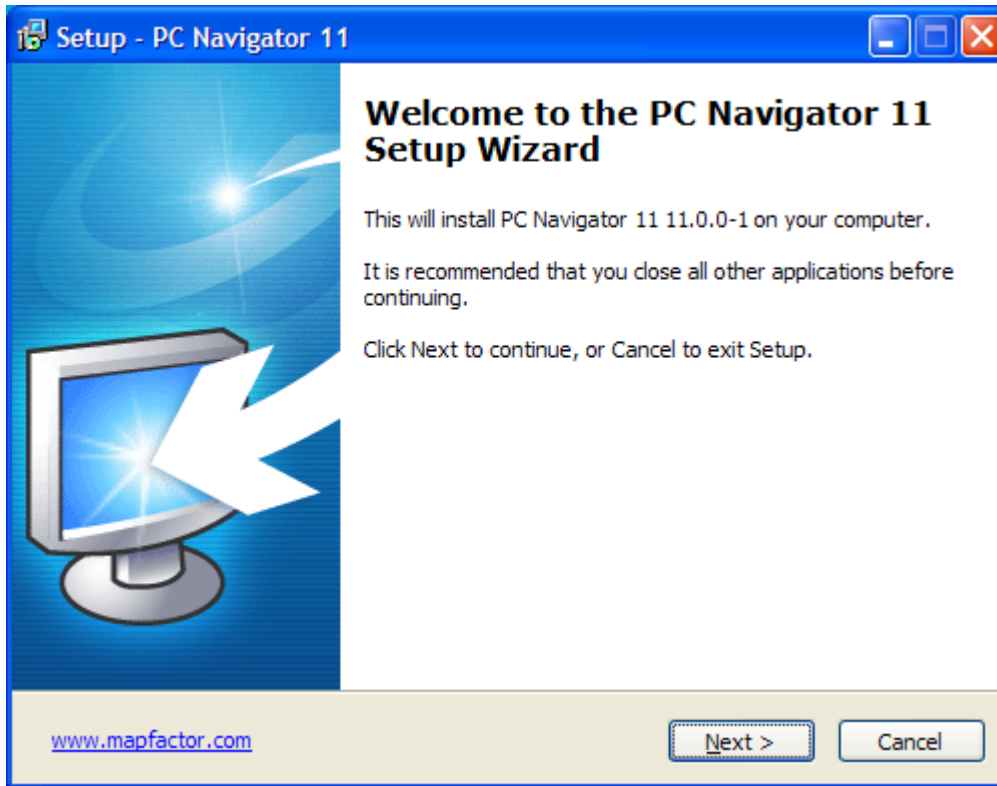 Setup - PC Navigator 11
Welcome to the PC Navigator 11
Setup Wizard
This will install PC Navigator 11 11.0.0-1 on your computer.
It is recommended that you close all other applications before
continuing.
Click Next to continue, or Cancel to exit Setup.
www.mapfactor.com
Next >
Cancel